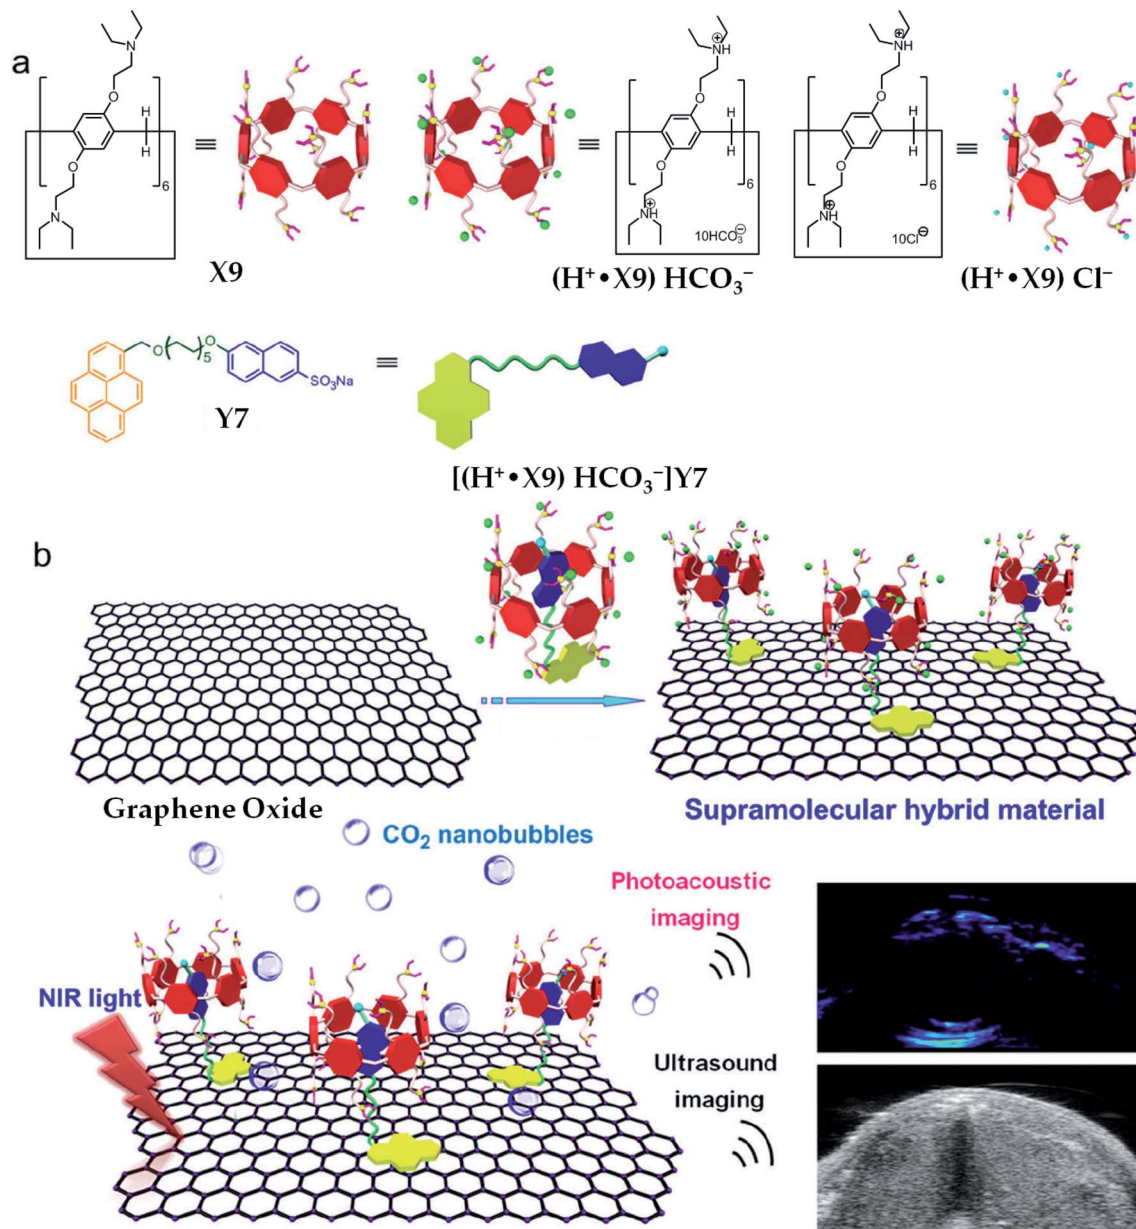 a
N
O
H
H
6
O
N
≡
X9
≡
⊕
NH
O
H
H
6
O
⊕
NH
10HCO₃⊖
(H⁺•X9) HCO₃⁻
⊕
NH
O
H
H
6
O
⊕
NH
10Cl⊖
≡
(H⁺•X9) Cl⁻
O
5
O
SO₃Na
Y7
≡
[(H⁺•X9) HCO₃⁻]Y7
b
Graphene Oxide
Supramolecular hybrid material
CO₂ nanobubbles
NIR light
Photoacoustic
imaging
Ultrasound
imaging